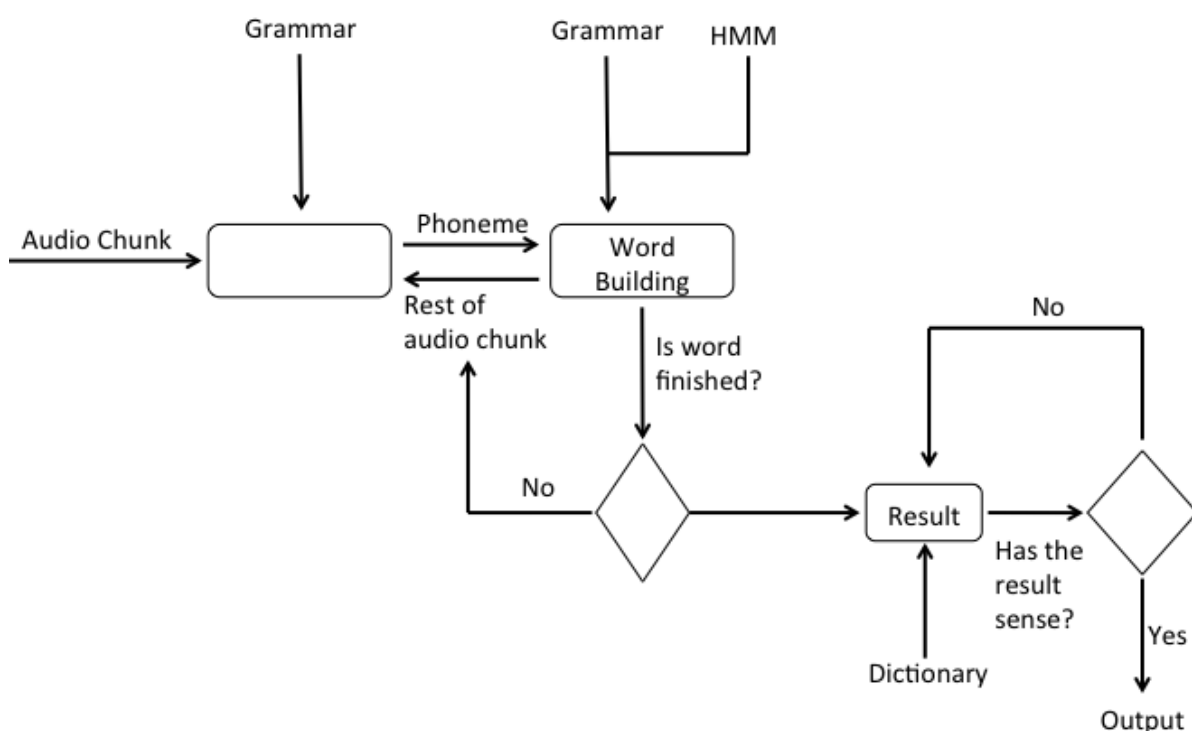 Grammar
Grammar
HMM
Audio Chunk
Phoneme
Word
Building
Rest of
audio chunk
Is word
finished?
No
No
Result
Has the
result
sense?
Dictionary
Yes
Output